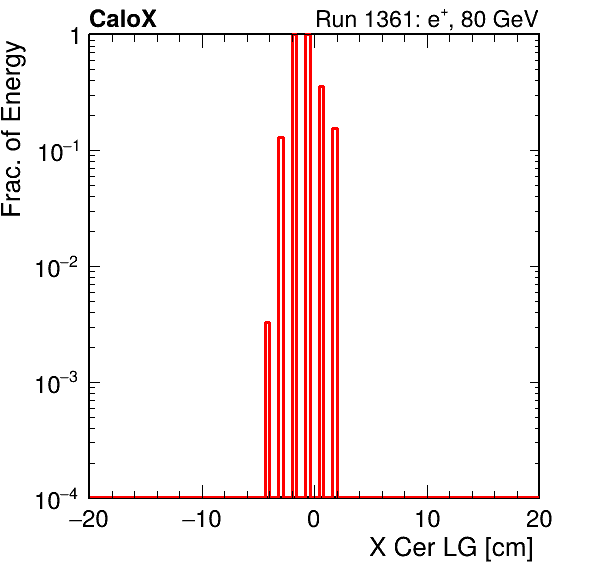 CaloX Run 1361: e⁺, 80 GeV
Frac. of Energy
1
10⁻¹
10⁻²
10⁻³
10⁻⁴
−20 −10 0 10 20
X Cer LG [cm]